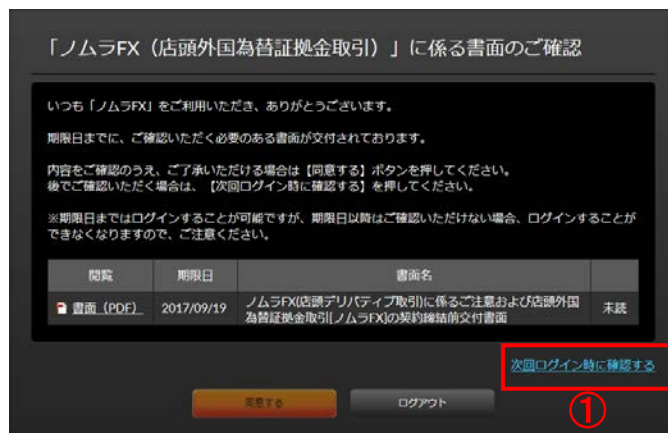 「ノムラFX（店頭外国為替証拠金取引）」に係る書面のご確認
いつも「ノムラFX」をご利用いただき、ありがとうございます。
期限日までに、ご確認いただく必要のある書面が交付されております。
内容をご確認のうえ、ご了承いただける場合は【同意する】ボタンを押してください。
後でご確認いただく場合は、【次回ログイン時に確認する】を押してください。
※期限日まではログインすることが可能ですが、期限日以降はご確認いただけない場合、ログインすることが
できなくなりますので、ご注意ください。
閲覧 期限日 書面名
書面（PDF） 2017/09/19 ノムラFX(店頭デリバティブ取引)に係るご注意および店頭外国
為替証拠金取引[ノムラFX]の契約締結前交付書面 未読
次回ログイン時に確認する
同意する ログアウト ①